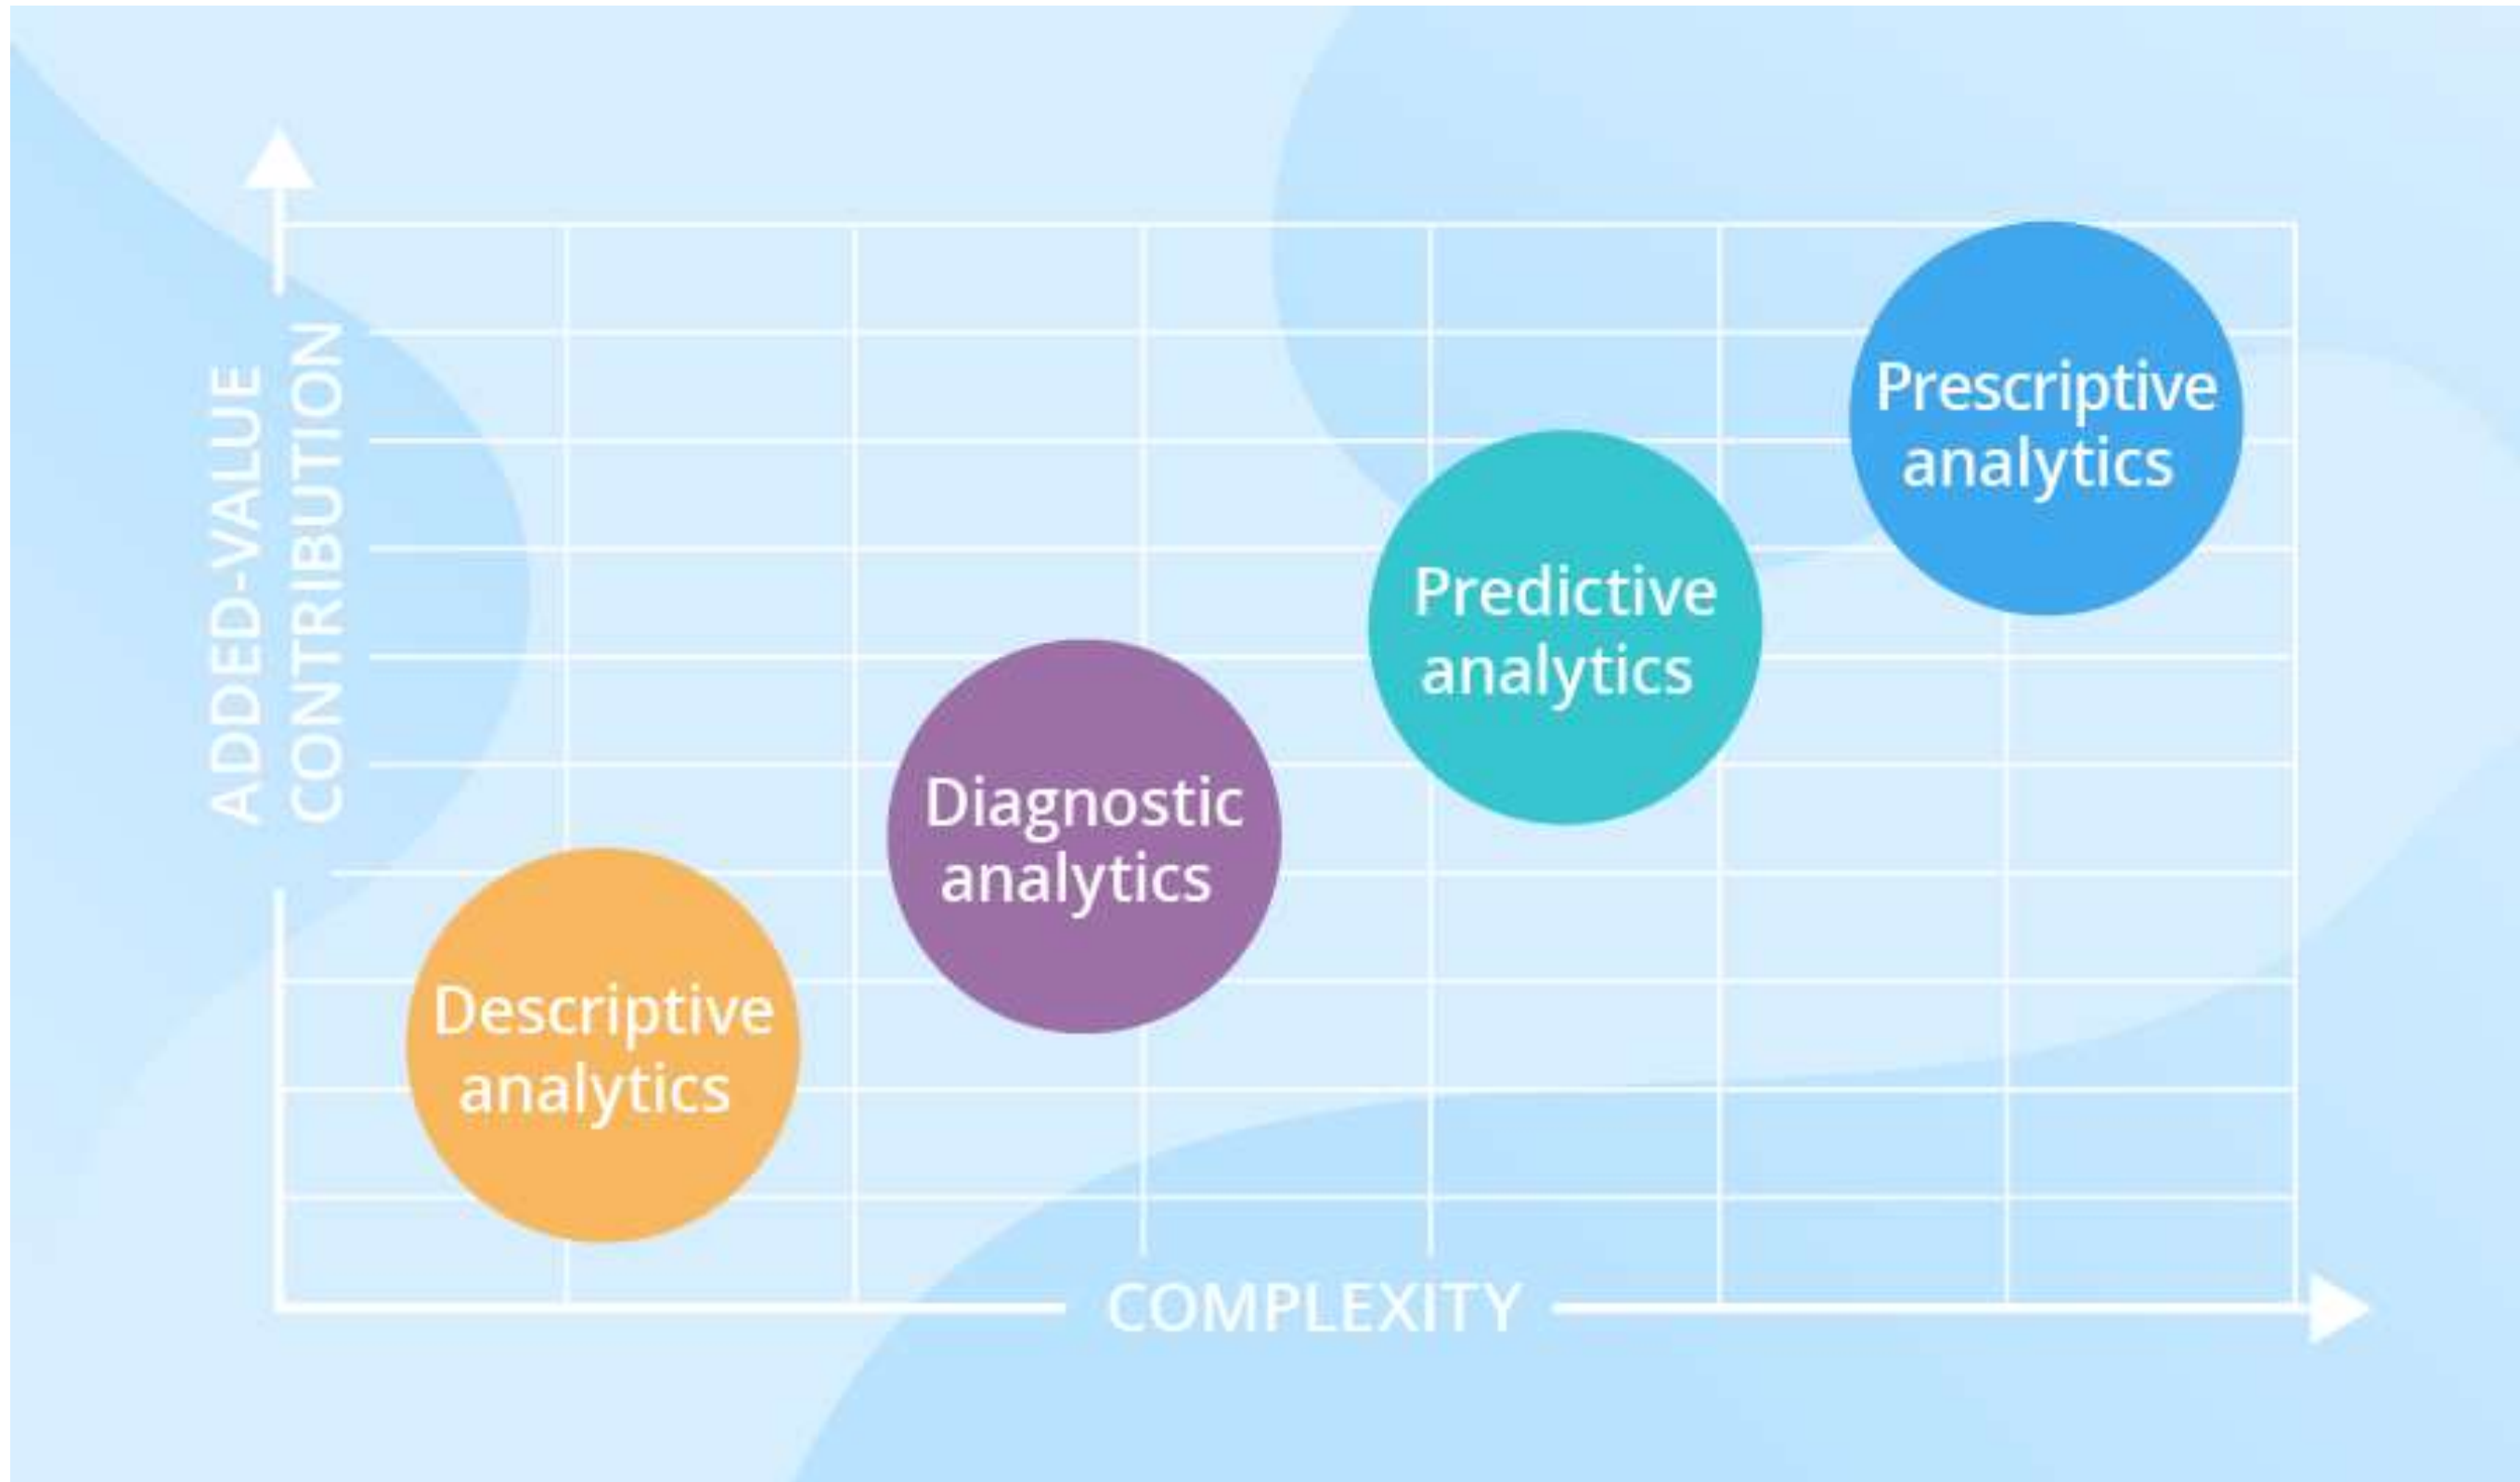 ADDED-VALUE
CONTRIBUTION
Prescriptive
analytics
Predictive
analytics
Diagnostic
analytics
Descriptive
analytics
COMPLEXITY